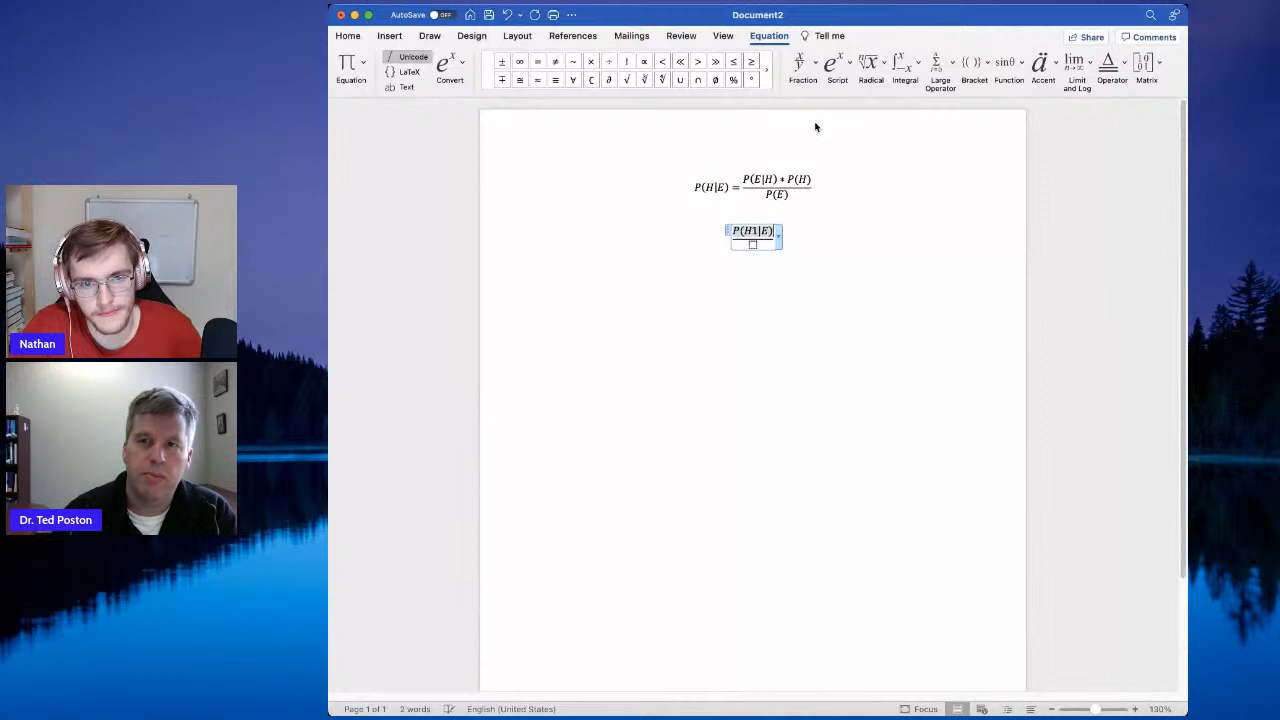 AutoSave OFF
Document2
Home Insert Draw Design Layout References Mailings Review View Equation Tell me
Share Comments
Equation
Unicode
LaTeX
Text
Convert
± ∞ = ≠ ~ × ÷ ! ∝ < ≪ > ≫ ≤ ≥
∓ ≅ ≈ ≡ ∀ ∁ ∂ √ ∛ ∜ ∪ ∩ ∅ % °
Fraction Script Radical Integral Large Operator Bracket Function Accent Limit and Log Operator Matrix
P(H|E) = P(E|H) * P(H)
P(E)
P(H1|E)
Nathan
Dr. Ted Poston
Page 1 of 1 2 words English (United States) Focus 130%